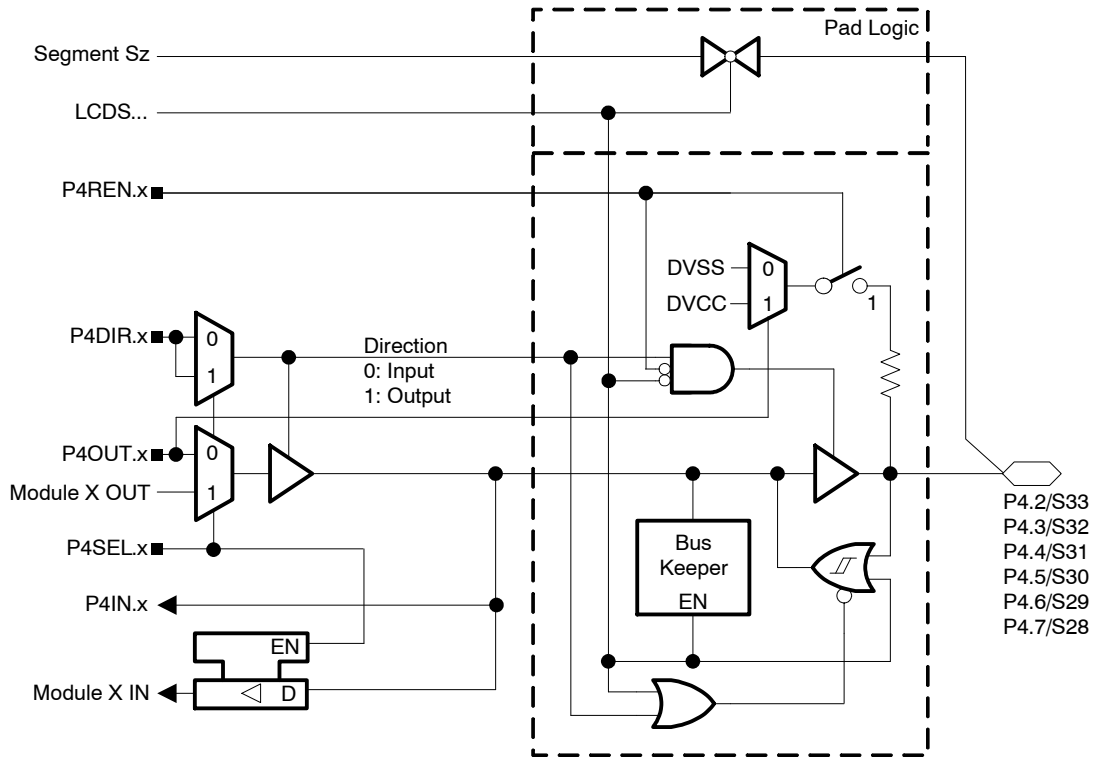 Pad Logic
Segment Sz
LCDS...
P4REN.x
DVSS
0
DVCC
1
1
P4DIR.x
0
1
Direction
0: Input
1: Output
P4OUT.x
0
Module X OUT
1
P4SEL.x
Bus
Keeper
EN
P4IN.x
EN
Module X IN
D
P4.2/S33
P4.3/S32
P4.4/S31
P4.5/S30
P4.6/S29
P4.7/S28